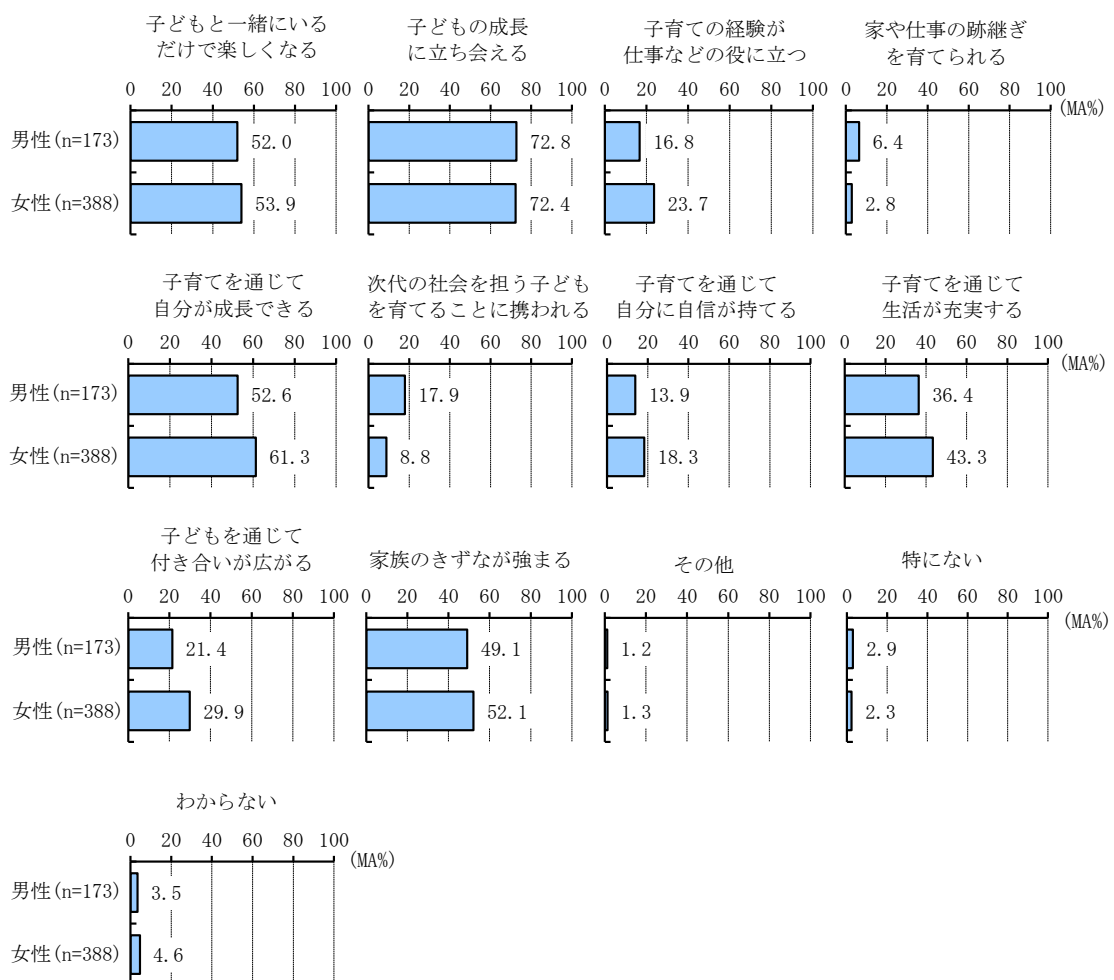 子どもと一緒にいる
だけで楽しくなる
子どもの成長
に立ち会える
子育ての経験が
仕事などの役に立つ
家や仕事の跡継ぎ
を育てられる
0 20 40 60 80 100 0 20 40 60 80 100 0 20 40 60 80 100 0 20 40 60 80 100
(MA%)
男性(n=173) 52.0 72.8 16.8 6.4
女性(n=388) 53.9 72.4 23.7 2.8
子育てを通じて
自分が成長できる
次代の社会を担う子ども
を育てることに携われる
子育てを通じて
自分に自信が持てる
子育てを通じて
生活が充実する
0 20 40 60 80 100 0 20 40 60 80 100 0 20 40 60 80 100 0 20 40 60 80 100
(MA%)
男性(n=173) 52.6 17.9 13.9 36.4
女性(n=388) 61.3 8.8 18.3 43.3
子どもを通じて
付き合いが広がる
家族のきずなが強まる
その他
特にない
0 20 40 60 80 100 0 20 40 60 80 100 0 20 40 60 80 100 0 20 40 60 80 100
(MA%)
男性(n=173) 21.4 49.1 1.2 2.9
女性(n=388) 29.9 52.1 1.3 2.3
わからない
0 20 40 60 80 100
(MA%)
男性(n=173) 3.5
女性(n=388) 4.6